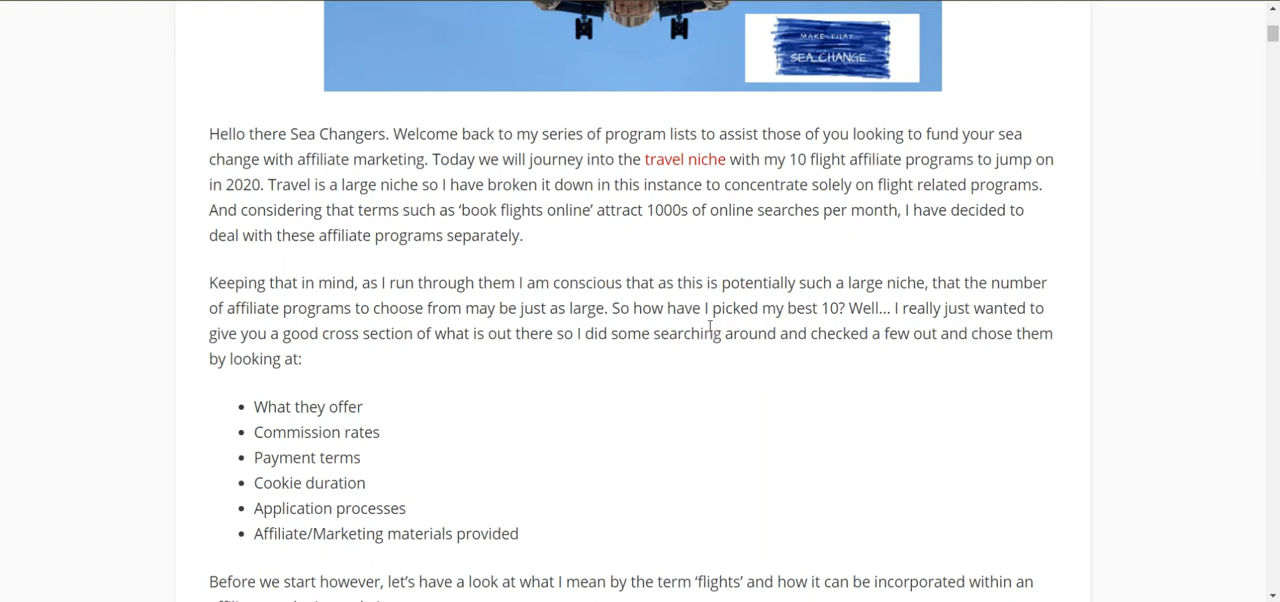 MAKE THAT
SEA CHANGE
Hello there Sea Changers. Welcome back to my series of program lists to assist those of you looking to fund your sea
change with affiliate marketing. Today we will journey into the travel niche with my 10 flight affiliate programs to jump on
in 2020. Travel is a large niche so I have broken it down in this instance to concentrate solely on flight related programs.
And considering that terms such as ‘book flights online’ attract 1000s of online searches per month, I have decided to
deal with these affiliate programs separately.
Keeping that in mind, as I run through them I am conscious that as this is potentially such a large niche, that the number
of affiliate programs to choose from may be just as large. So how have I picked my best 10? Well… I really just wanted to
give you a good cross section of what is out there so I did some searching around and checked a few out and chose them
by looking at:
• What they offer
• Commission rates
• Payment terms
• Cookie duration
• Application processes
• Affiliate/Marketing materials provided
Before we start however, let’s have a look at what I mean by the term ‘flights’ and how it can be incorporated within an